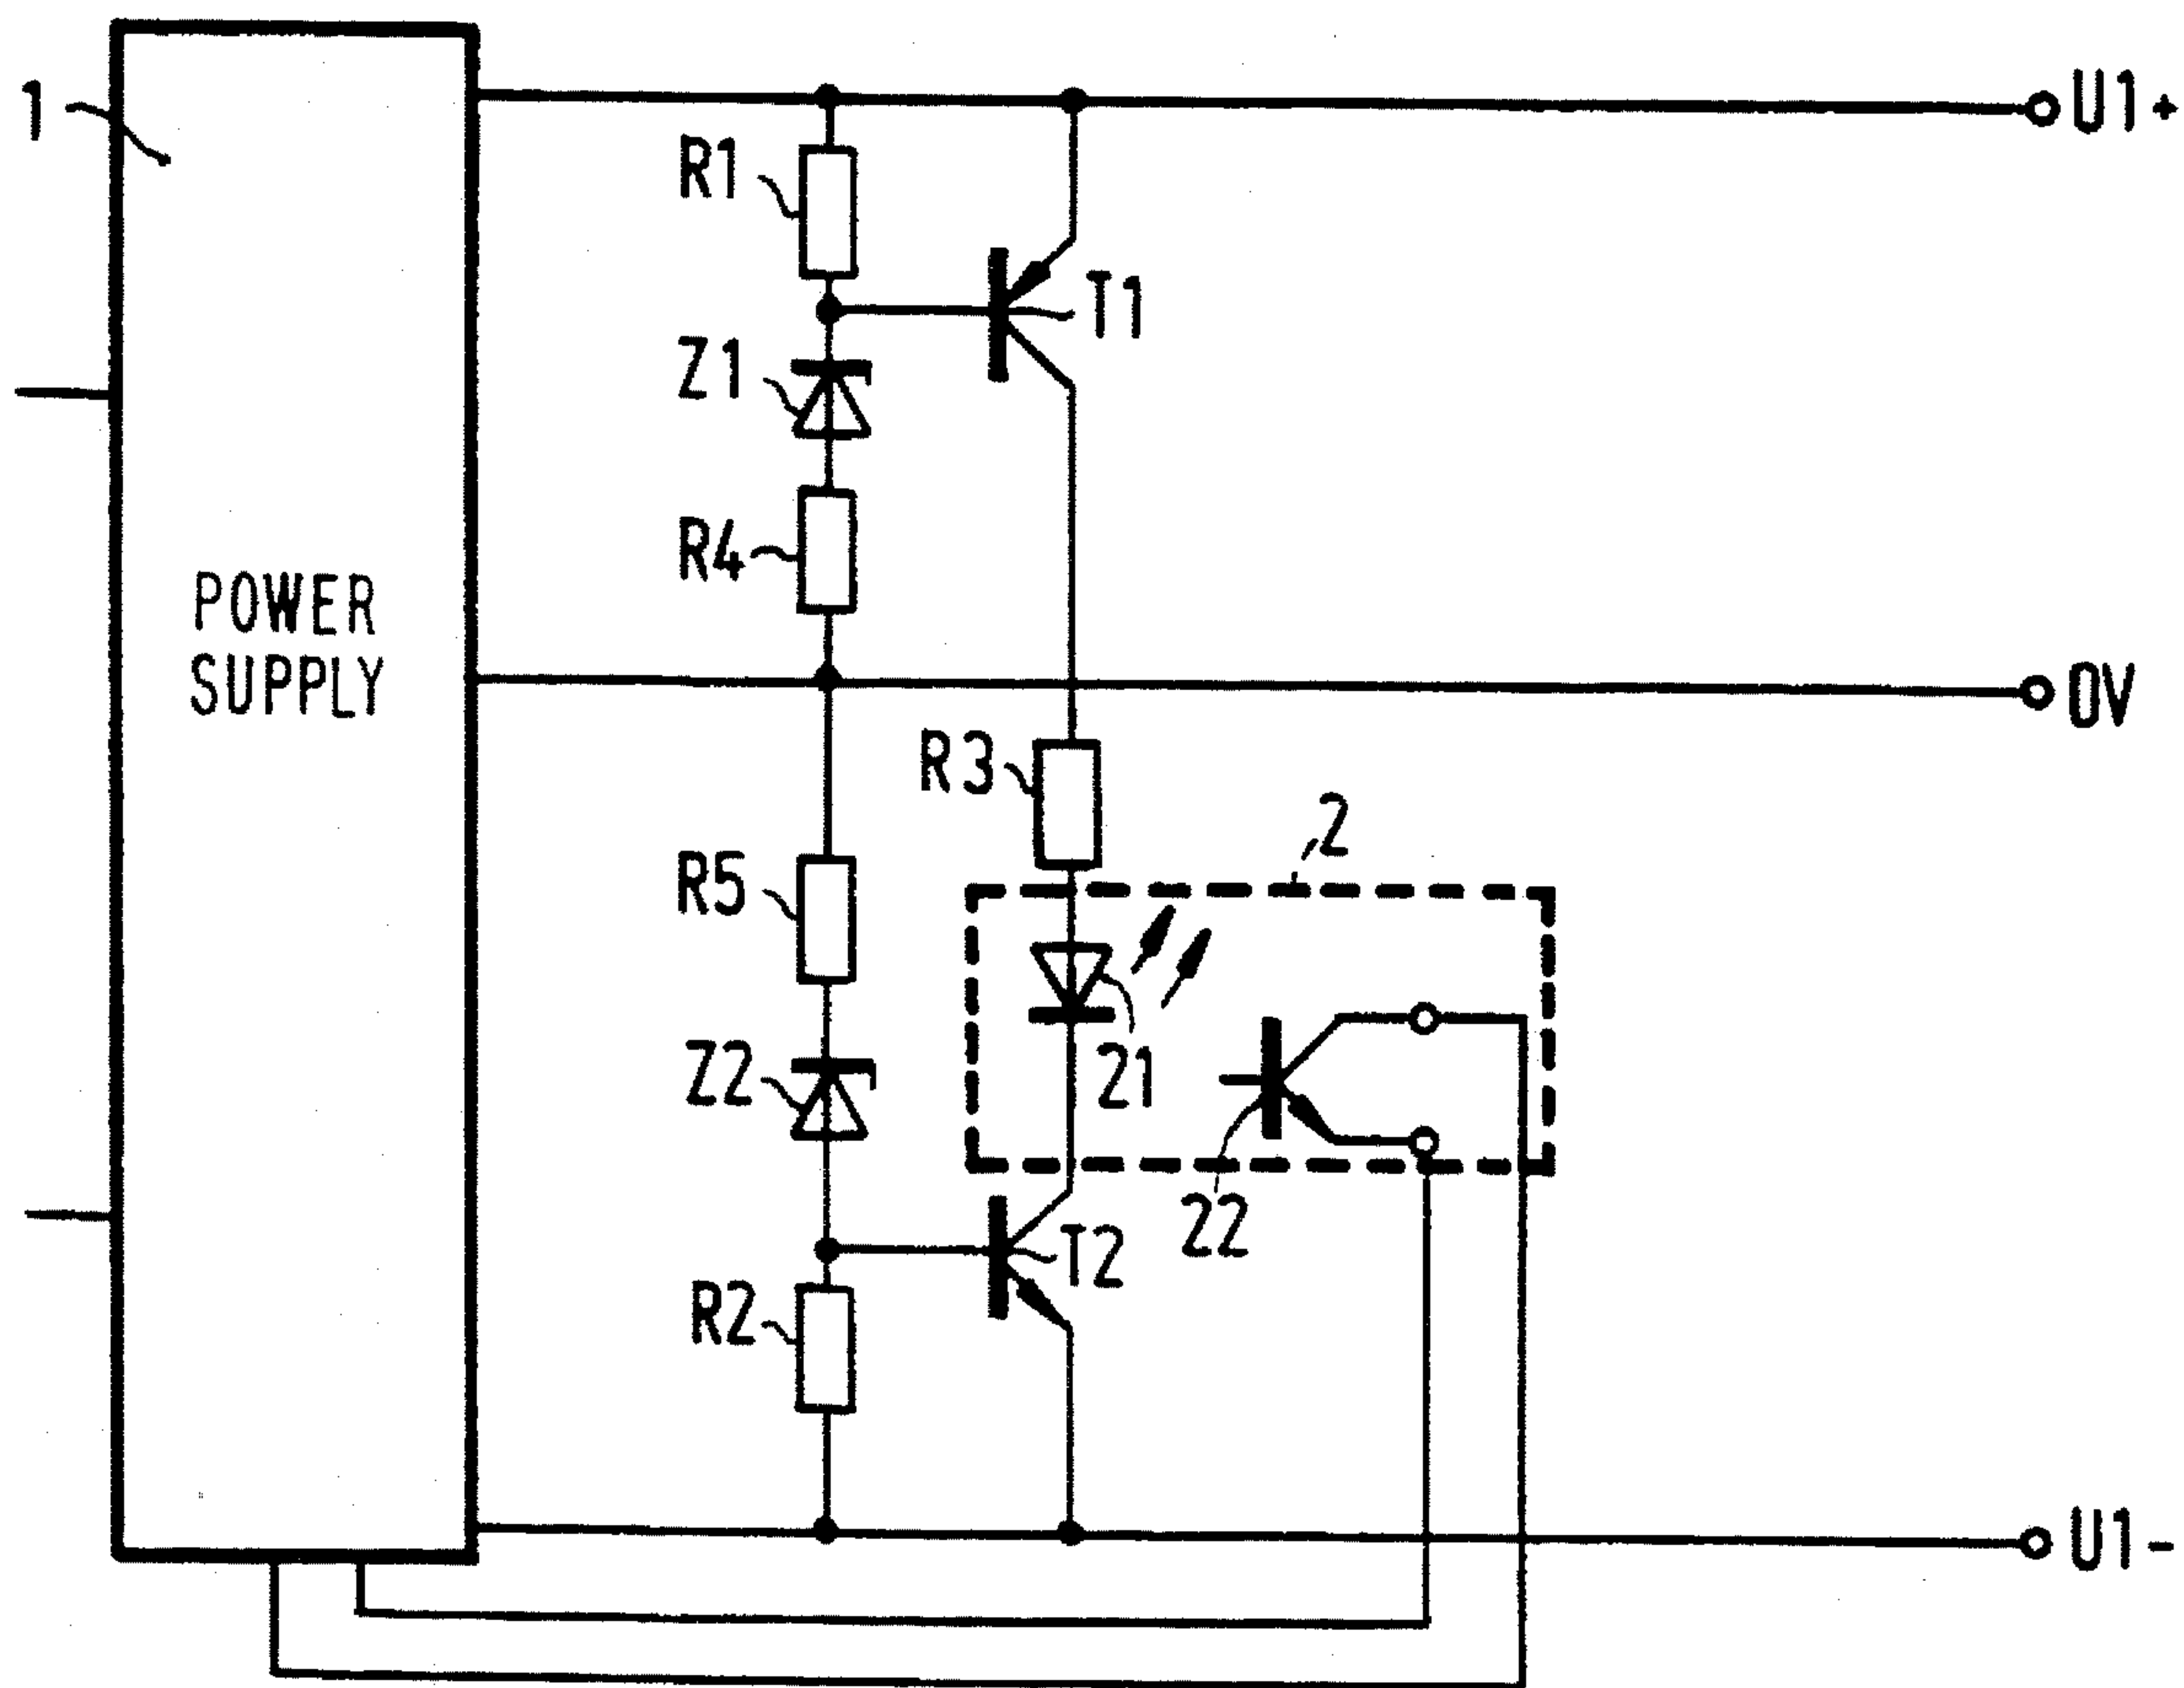 1
U1+
R1
T1
Z1
R4
POWER
SUPPLY
0V
R3
2
R5
21
Z2
22
T2
R2
U1-